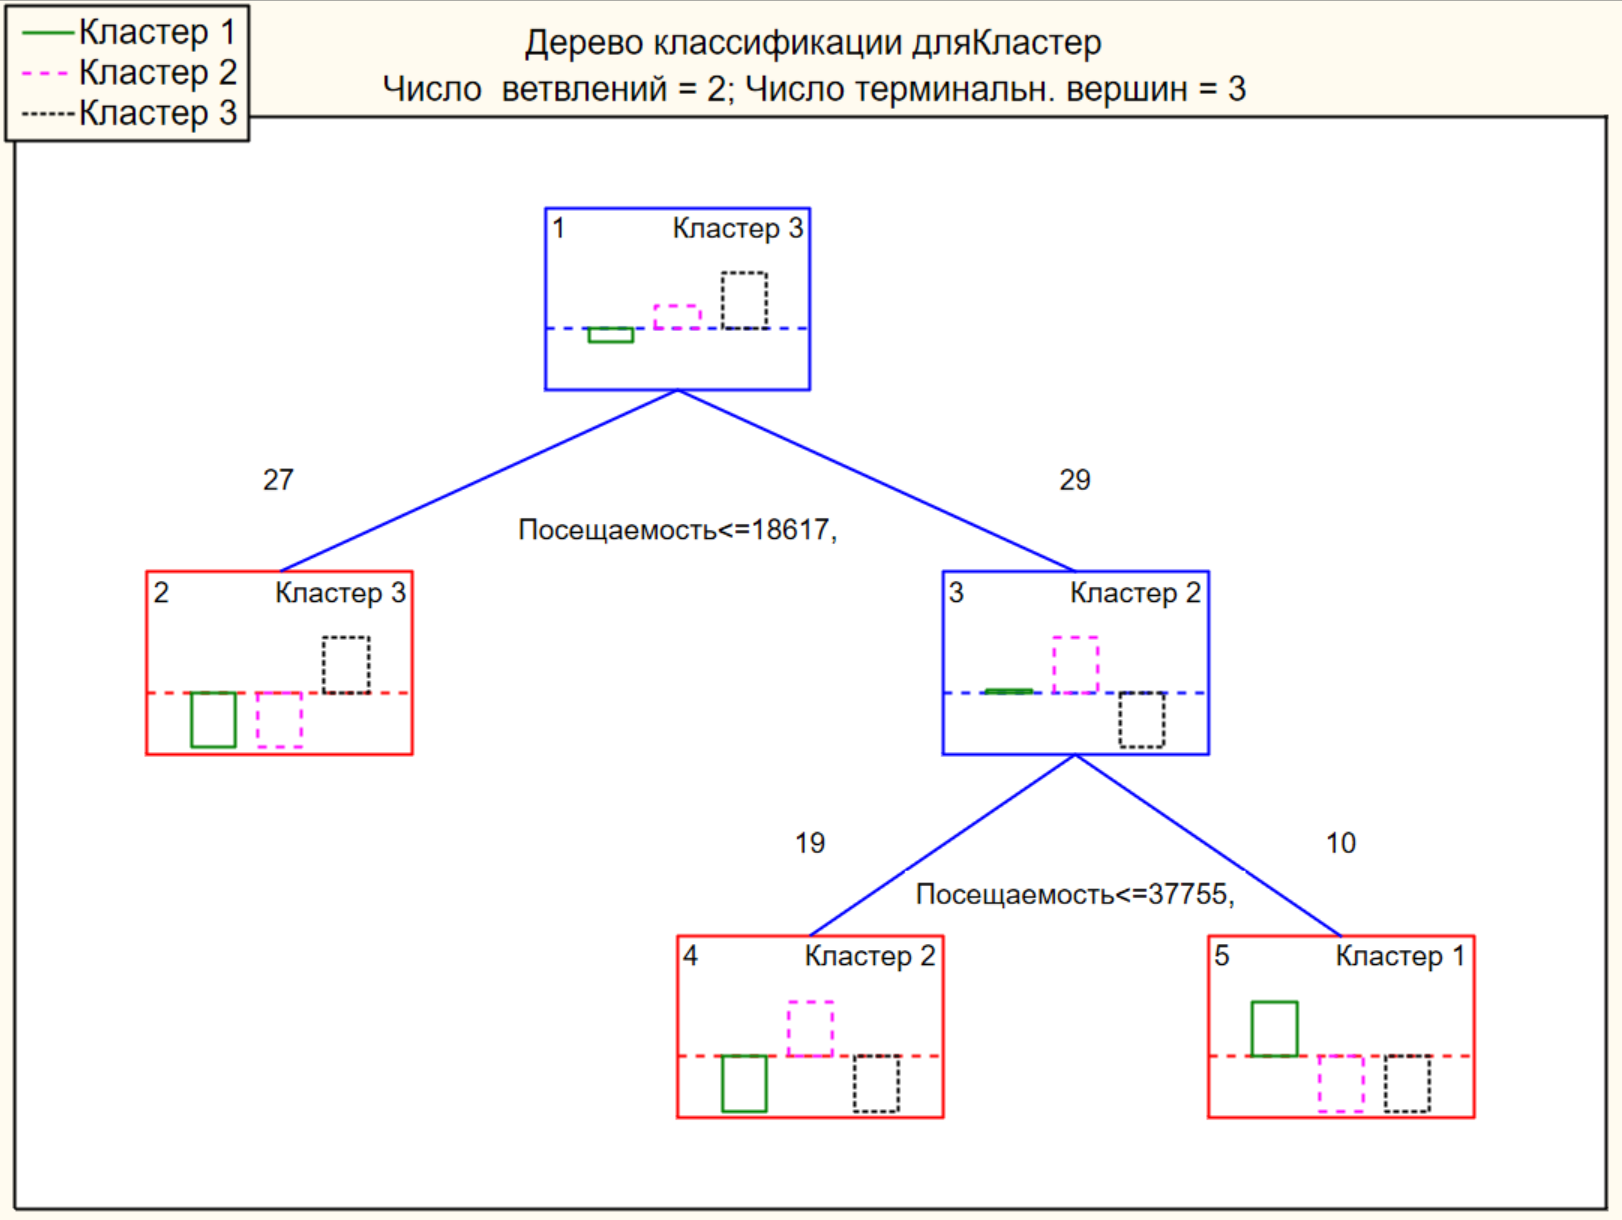 Кластер 1
Кластер 2
Кластер 3
Дерево классификации дляКластер
Число  ветвлений = 2; Число терминальн. вершин = 3
1 Кластер 3
27
29
Посещаемость<=18617,
2 Кластер 3
3 Кластер 2
19
10
Посещаемость<=37755,
4 Кластер 2
5 Кластер 1